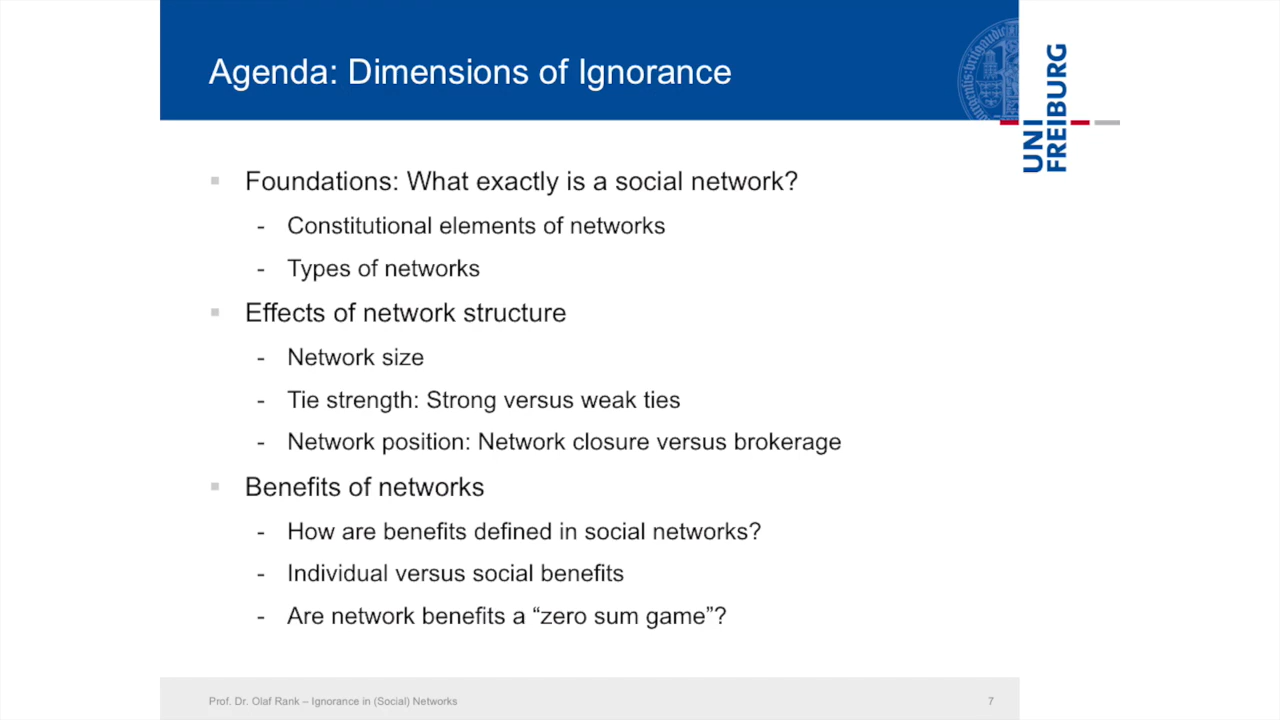 Agenda: Dimensions of Ignorance
UNI
FREIBURG
Foundations: What exactly is a social network?
- Constitutional elements of networks
- Types of networks
Effects of network structure
- Network size
- Tie strength: Strong versus weak ties
- Network position: Network closure versus brokerage
Benefits of networks
- How are benefits defined in social networks?
- Individual versus social benefits
- Are network benefits a “zero sum game”?
Prof. Dr. Olaf Rank – Ignorance in (Social) Networks
7